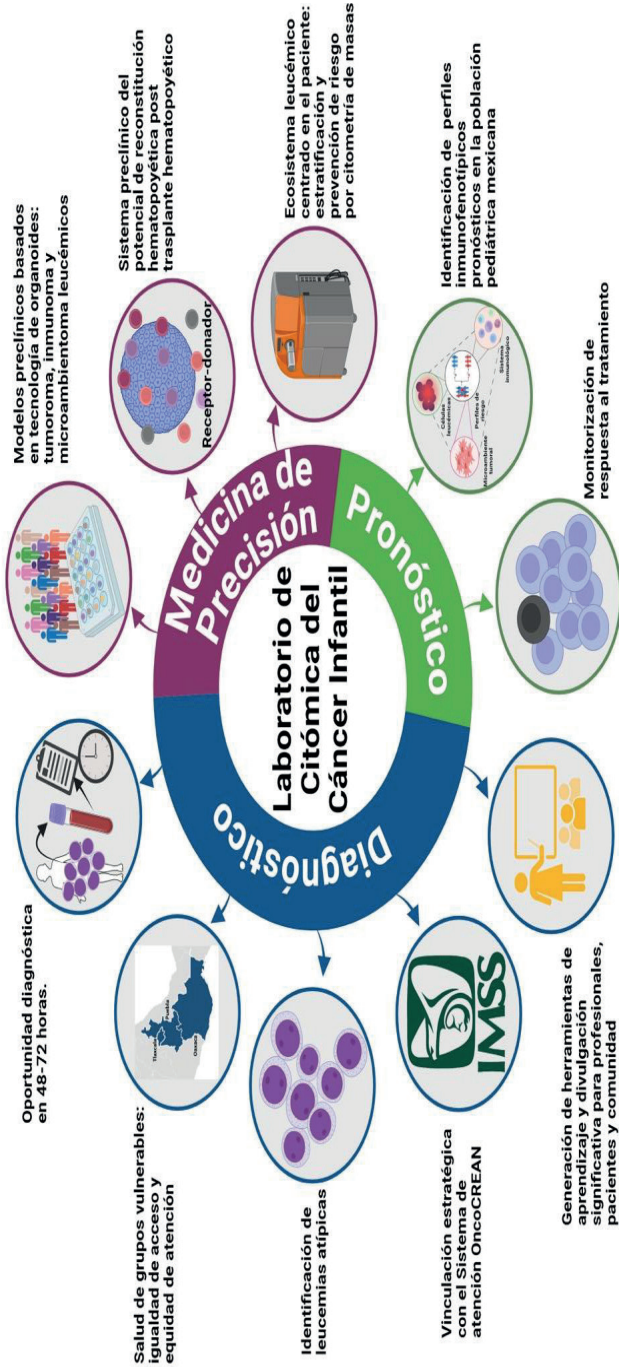 Modelos preclínicos basados
en tecnología de organoides:
tumoroma, inmunoma y
microambientoma leucémicos
Sistema preclínico del
potencial de reconstitución
hematopoyética post
trasplante hematopoyético
Receptor-donador
Ecosistema leucémico
centrado en el paciente:
estratificación y
prevención de riesgo
por citometría de masas
Identificación de perfiles
inmunofenotípicos
pronósticos en la población
pediátrica mexicana
Células
leucémicas
Perfiles de
riesgo
Microambiente
tumoral
Sistema
inmunológico
Monitorización de
respuesta al tratamiento
Medicina de
Precisión
Pronóstico
Diagnóstico
Laboratorio de
Citómica del
Cáncer Infantil
Oportunidad diagnóstica
en 48-72 horas.
Salud de grupos vulnerables:
igualdad de acceso y
equidad de atención
Tlaxcala
Puebla
Oaxaca
Identificación de
leucemias atípicas
Vinculación estratégica
con el Sistema de
atención OncoCREAN
IMSS
Generación de herramientas de
aprendizaje y divulgación
significativa para profesionales,
pacientes y comunidad